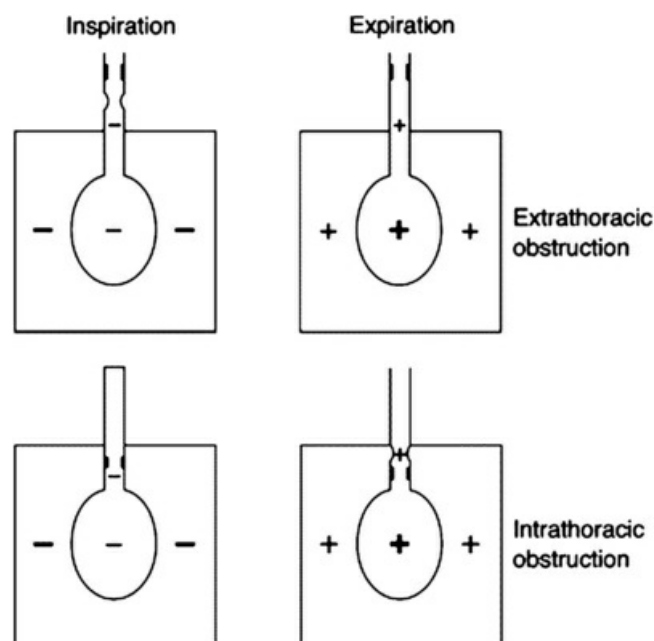 Inspiration
Expiration
Extrathoracic
obstruction
Intrathoracic
obstruction